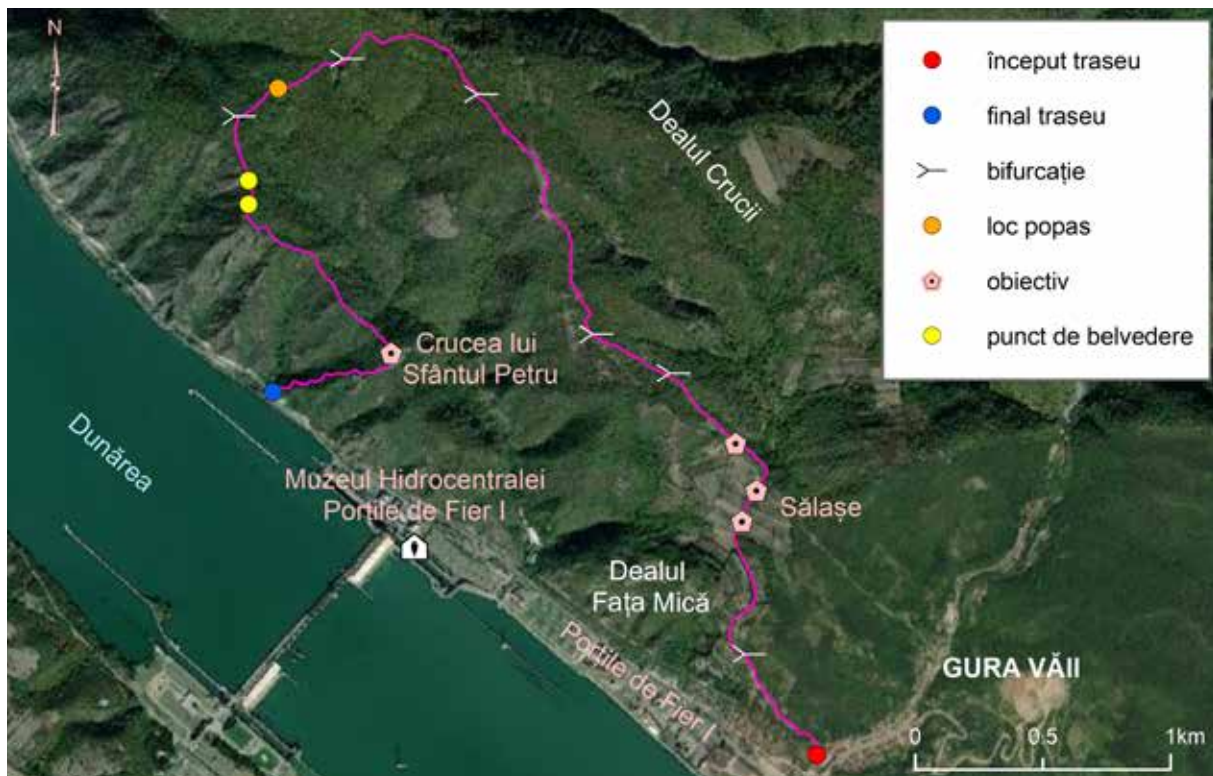 N
început traseu
final traseu
bifurcație
loc popas
obiectiv
punct de belvedere
Dealul Crucii
Crucea lui
Sfântul Petru
Dunărea
Muzeul Hidrocentralei
Porțile de Fier I
Sălașe
Dealul
Fața Mică
Porțile de Fier I
GURA VĂII
0 0.5 1km